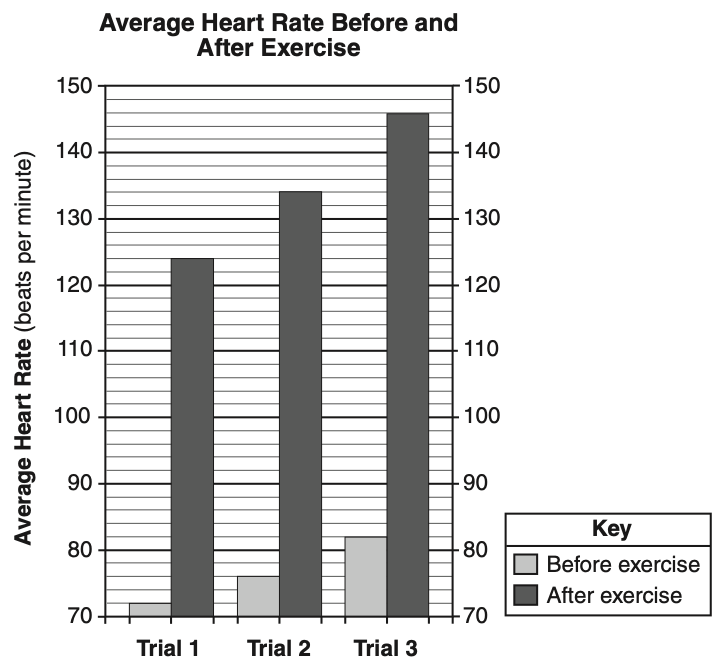 Average Heart Rate Before and
After Exercise
Average Heart Rate (beats per minute)
150
140
130
120
110
100
90
80
70
150
140
130
120
110
100
90
80
70
Trial 1 Trial 2 Trial 3
Key
Before exercise
After exercise